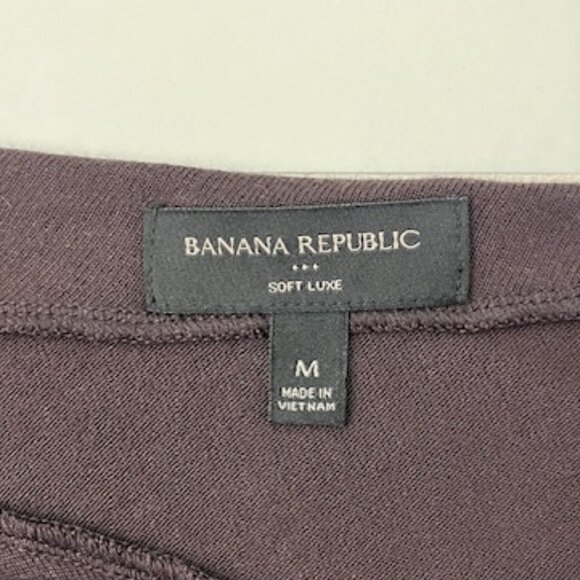 BANANA REPUBLIC
SOFT LUXE
M
MADE IN
VIETNAM